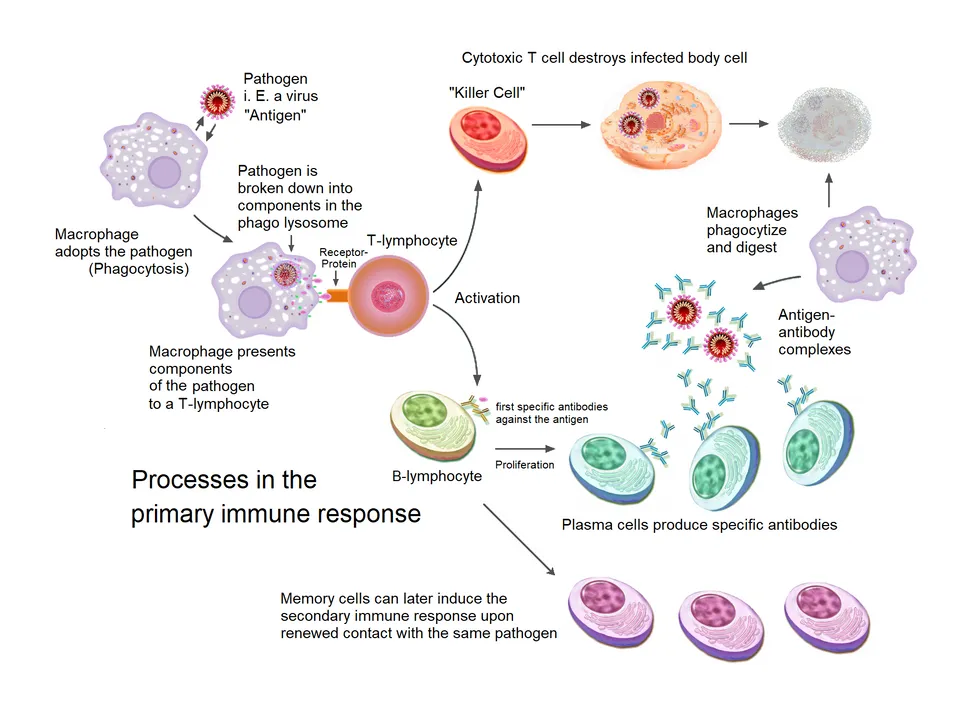 Cytotoxic T cell destroys infected body cell
Pathogen
i. E. a virus
"Antigen"
"Killer Cell"
Pathogen is
broken down into
components in the
phago lysosome
Macrophage
adopts the pathogen
(Phagocytosis)
Receptor-
Protein
T-lymphocyte
Activation
Macrophages
phagocytize
and digest
Antigen-
antibody
complexes
Macrophage presents
components
of the pathogen
to a T-lymphocyte
first specific antibodies
against the antigen
Proliferation
B-lymphocyte
Processes in the
primary immune response
Plasma cells produce specific antibodies
Memory cells can later induce the
secondary immune response upon
renewed contact with the same pathogen